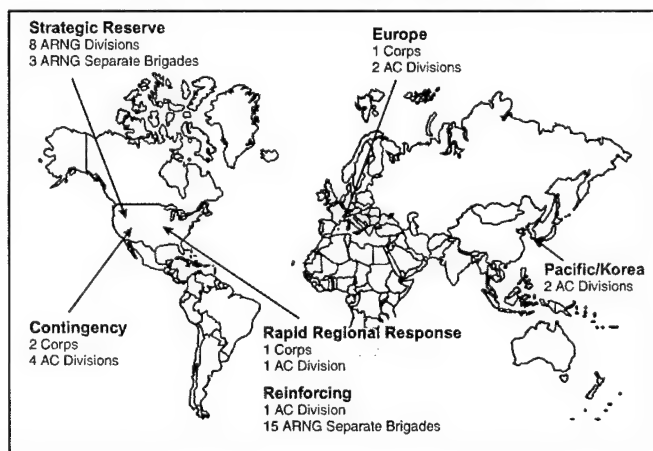 Strategic Reserve
8 ARNG Divisions
3 ARNG Separate Brigades
Europe
1 Corps
2 AC Divisions
Pacific/Korea
2 AC Divisions
Contingency
2 Corps
4 AC Divisions
Rapid Regional Response
1 Corps
1 AC Division
Reinforcing
1 AC Division
15 ARNG Separate Brigades